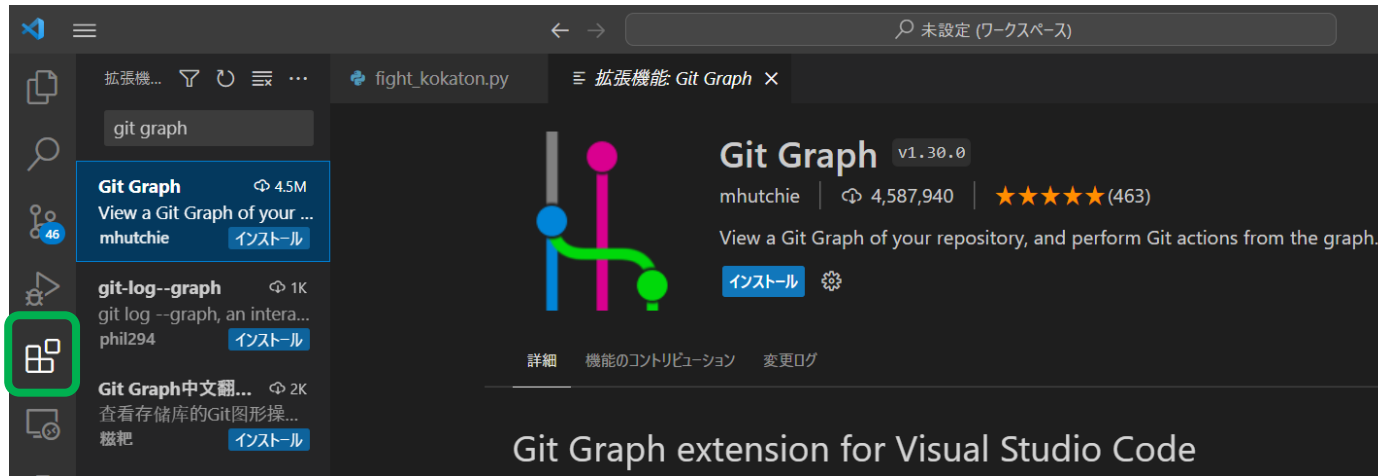 未設定 (ワークスペース)
拡張機...
git graph
Git Graph 4.5M
View a Git Graph of your ...
mhutchie インストール
git-log--graph 1K
git log --graph, an intera...
phil294 インストール
Git Graph中文翻... 2K
查看存储库的Git图形操...
糍粑 インストール
46
fight_kokaton.py
拡張機能: Git Graph
Git Graph v1.30.0
mhutchie 4,587,940 (463)
View a Git Graph of your repository, and perform Git actions from the graph.
インストール
詳細 機能のコントリビューション 変更ログ
Git Graph extension for Visual Studio Code